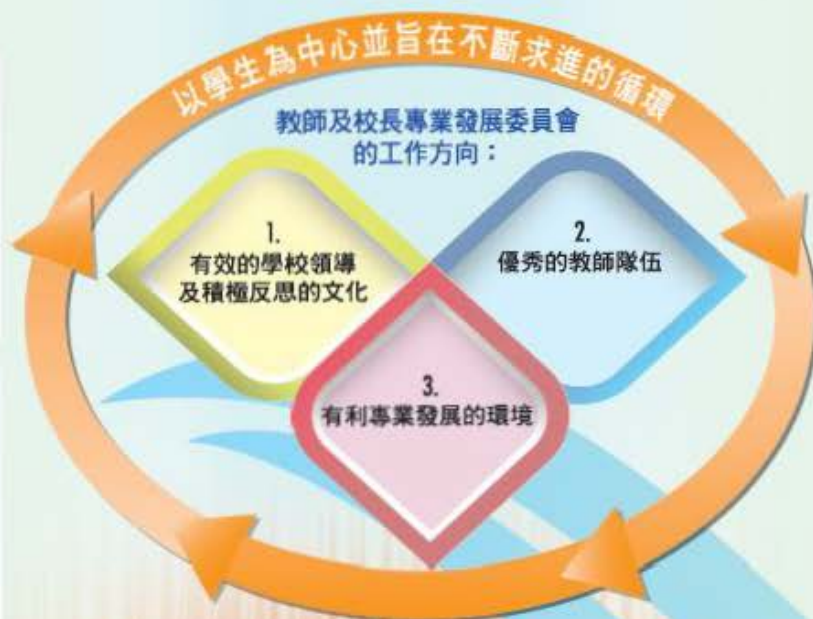 以學生為中心並旨在不斷求進的循環
教師及校長專業發展委員會
的工作方向：
1.
有效的學校領導
及積極反思的文化
2.
優秀的教師隊伍
3.
有利專業發展的環境